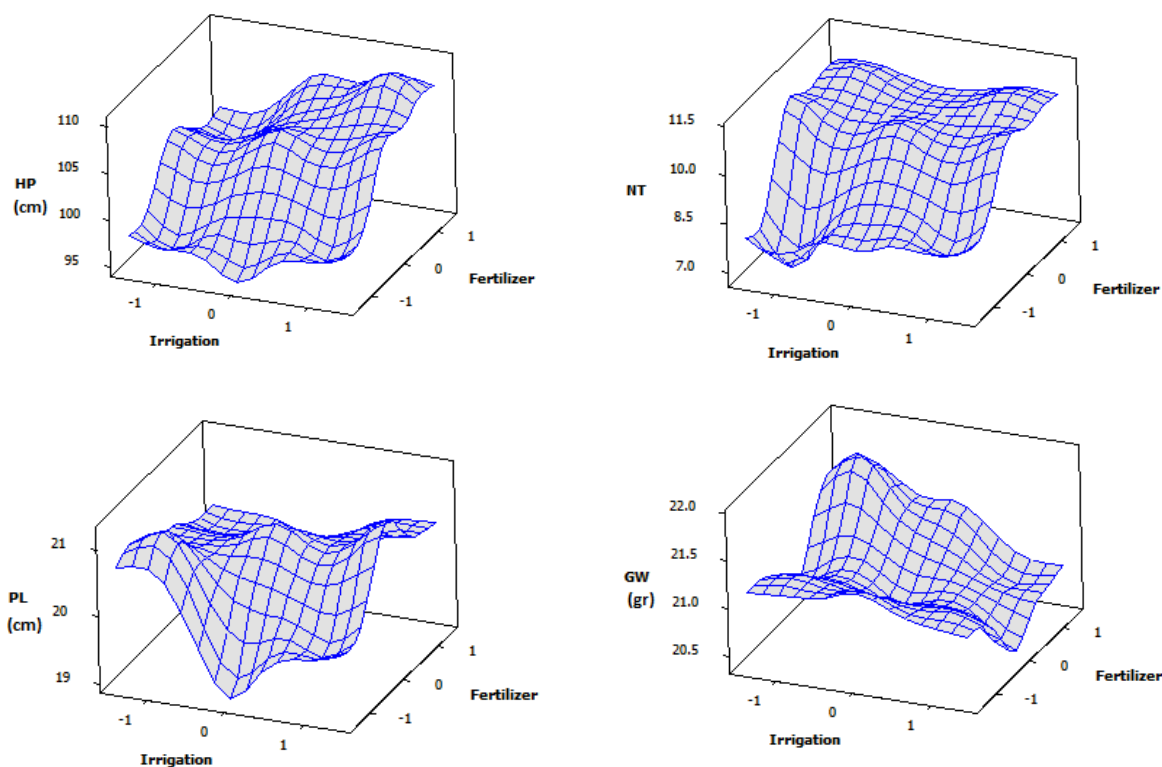 110
105
HP
(cm)
100
95
-1
0
1
Irrigation
-1
0
1
Fertilizer
11.5
10.0
NT
8.5
7.0
-1
0
1
Irrigation
-1
0
1
Fertilizer
21
PL
(cm)
20
19
-1
0
1
Irrigation
-1
0
1
Fertilizer
22.0
21.5
GW
(gr)
21.0
20.5
-1
0
1
Irrigation
-1
0
1
Fertilizer